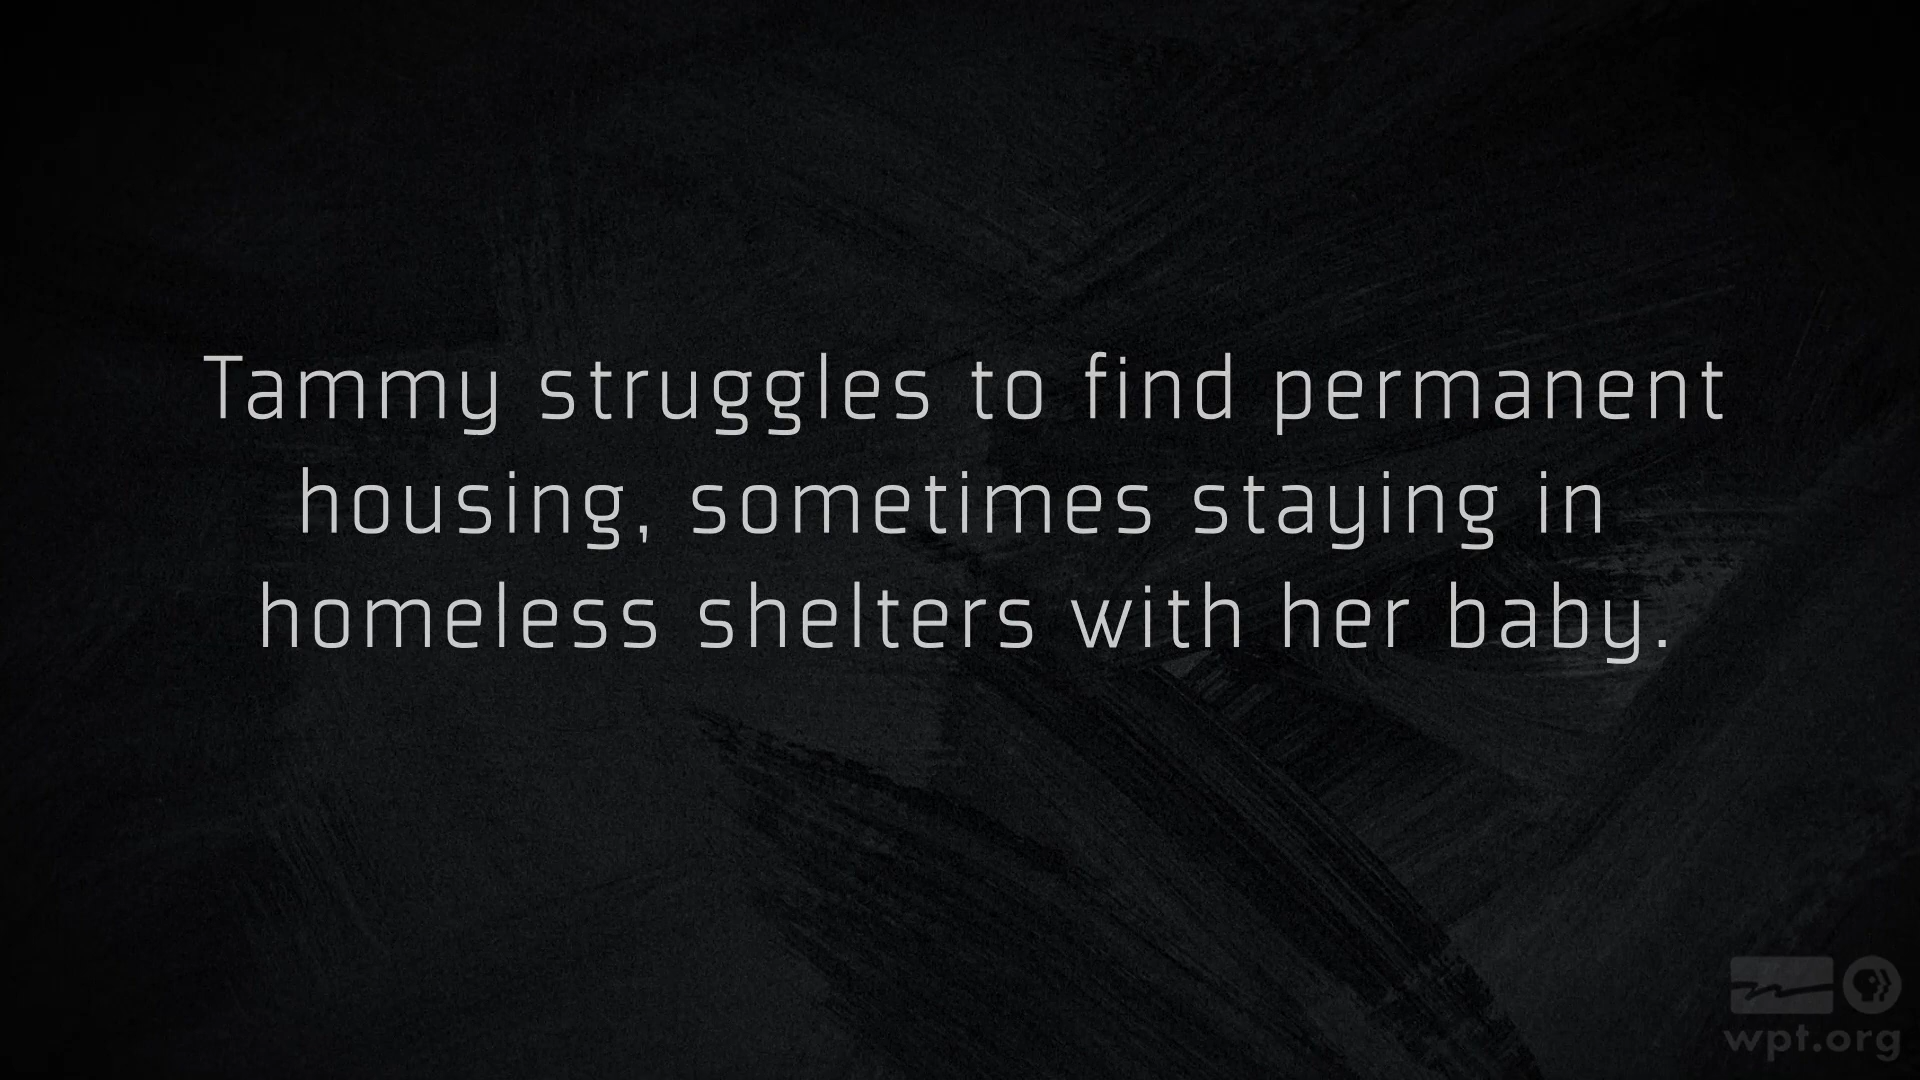 Tammy struggles to find permanent
housing, sometimes staying in
homeless shelters with her baby.
wpt.org